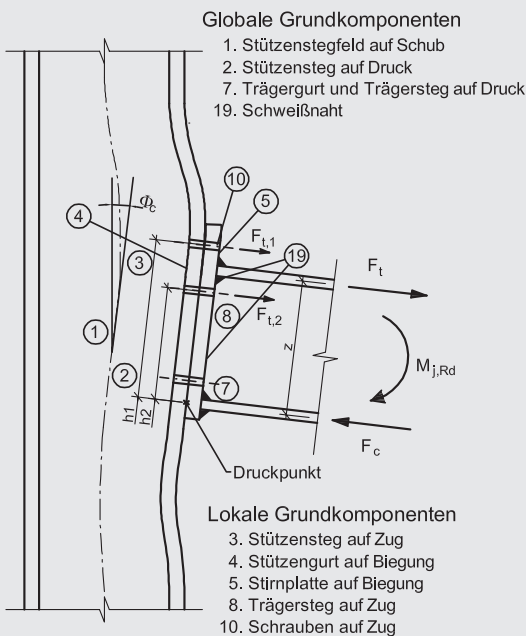 Globale Grundkomponenten
1. Stützenstegfeld auf Schub
2. Stützensteg auf Druck
7. Trägergurt und Trägersteg auf Druck
19. Schweißnaht
Φc
10
5
4
Ft,1
19
3
Ft
Ft,2
8
1
z
Mj,Rd
2
7
h1
h2
Fc
Druckpunkt
Lokale Grundkomponenten
3. Stützensteg auf Zug
4. Stützengurt auf Biegung
5. Stirnplatte auf Biegung
8. Trägersteg auf Zug
10. Schrauben auf Zug